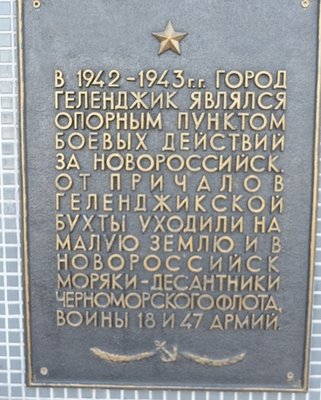 В 1942-1943г.г. ГОРОД
ГЕЛЕНДЖИК ЯВЛЯЛСЯ
ОПОРНЫМ ПУНКТОМ
БОЕВЫХ ДЕЙСТВИЙ
ЗА НОВОРОССИЙСК.
ОТ ПРИЧАЛОВ
ГЕЛЕНДЖИКСКОЙ
БУХТЫ УХОДИЛИ НА
МАЛУЮ ЗЕМЛЮ И В
НОВОРОССИЙСК
МОРЯКИ-ДЕСАНТНИКИ
ЧЕРНОМОРСКОГО ФЛОТА,
ВОИНЫ 18 И 47 АРМИЙ.